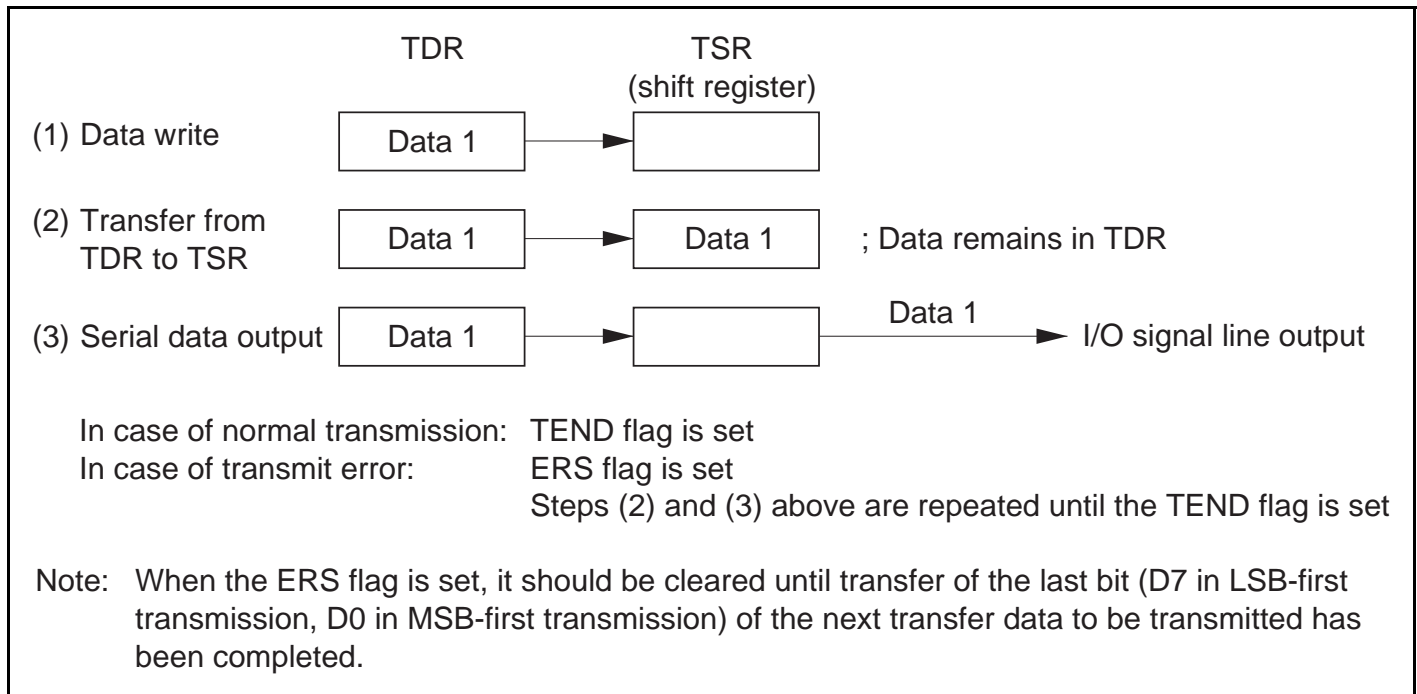 TDR TSR
(shift register)
(1) Data write Data 1
(2) Transfer from
TDR to TSR Data 1 Data 1 ; Data remains in TDR
(3) Serial data output Data 1 Data 1 I/O signal line output
In case of normal transmission: TEND flag is set
In case of transmit error: ERS flag is set
Steps (2) and (3) above are repeated until the TEND flag is set
Note: When the ERS flag is set, it should be cleared until transfer of the last bit (D7 in LSB-first
transmission, D0 in MSB-first transmission) of the next transfer data to be transmitted has
been completed.